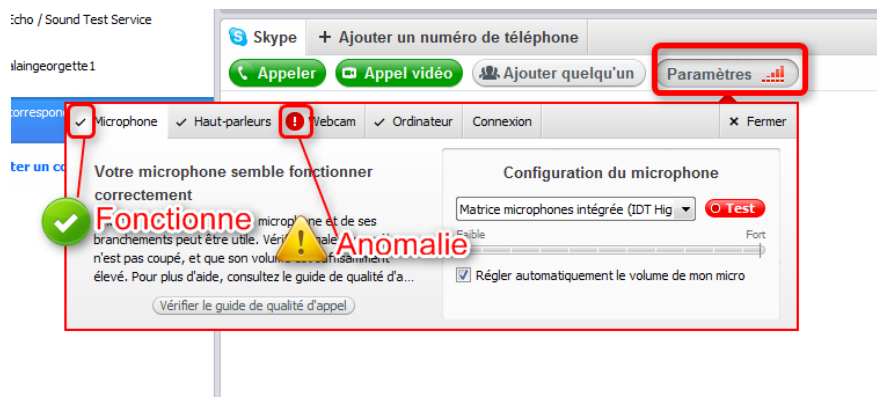 Echo / Sound Test Service
Skype + Ajouter un numéro de téléphone
alaingeorgette1
Appeler Appel vidéo Ajouter quelqu'un Paramètres
correspon
Microphone Haut-parleurs Webcam Ordinateur Connexion × Fermer
ter un co
Votre microphone semble fonctionner
correctement
Fonctionne
microphone et de ses
branchements peut être utile. Vérif
n'est pas coupé, et que son volume
élevé. Pour plus d'aide, consultez le guide de qualité d'a...
Vérifier le guide de qualité d'appel
Anomalie
Configuration du microphone
Matrice microphones intégrée (IDT Hig Test
Faible Fort
Régler automatiquement le volume de mon micro